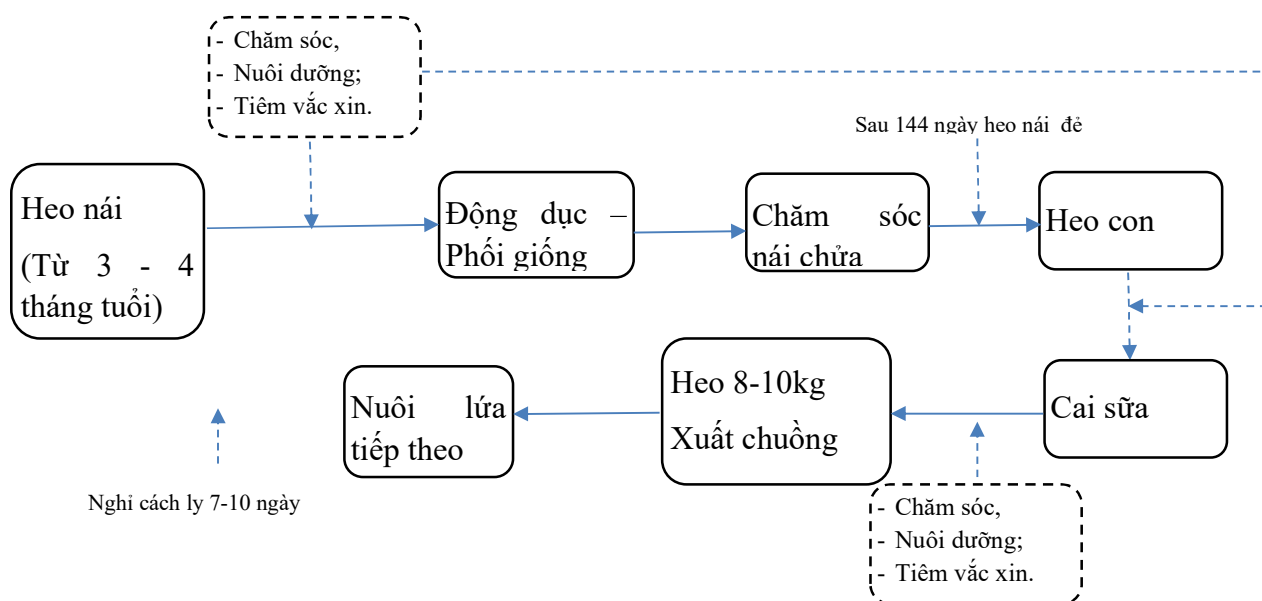 - Chăm sóc,
- Nuôi dưỡng;
- Tiêm vắc xin.
Sau 144 ngày heo nái đẻ
Heo nái
(Từ 3 - 4
tháng tuổi)
Động dục –
Phối giống
Chăm sóc
nái chửa
Heo con
Nuôi lứa
tiếp theo
Heo 8-10kg
Xuất chuồng
Cai sữa
Nghỉ cách ly 7-10 ngày
- Chăm sóc,
- Nuôi dưỡng;
- Tiêm vắc xin.